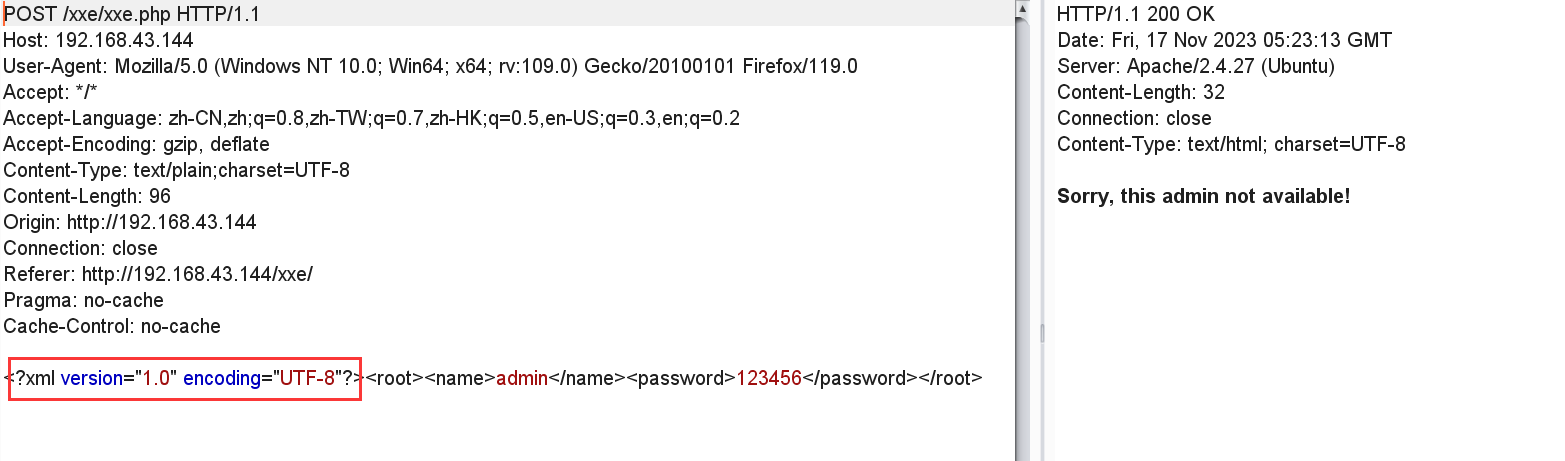 POST /xxe/xxe.php HTTP/1.1
Host: 192.168.43.144
User-Agent: Mozilla/5.0 (Windows NT 10.0; Win64; x64; rv:109.0) Gecko/20100101 Firefox/119.0
Accept: */*
Accept-Language: zh-CN,zh;q=0.8,zh-TW;q=0.7,zh-HK;q=0.5,en-US;q=0.3,en;q=0.2
Accept-Encoding: gzip, deflate
Content-Type: text/plain;charset=UTF-8
Content-Length: 96
Origin: http://192.168.43.144
Connection: close
Referer: http://192.168.43.144/xxe/
Pragma: no-cache
Cache-Control: no-cache
<?xml version="1.0" encoding="UTF-8"?><root><name>admin</name><password>123456</password></root>
HTTP/1.1 200 OK
Date: Fri, 17 Nov 2023 05:23:13 GMT
Server: Apache/2.4.27 (Ubuntu)
Content-Length: 32
Connection: close
Content-Type: text/html; charset=UTF-8
Sorry, this admin not available!